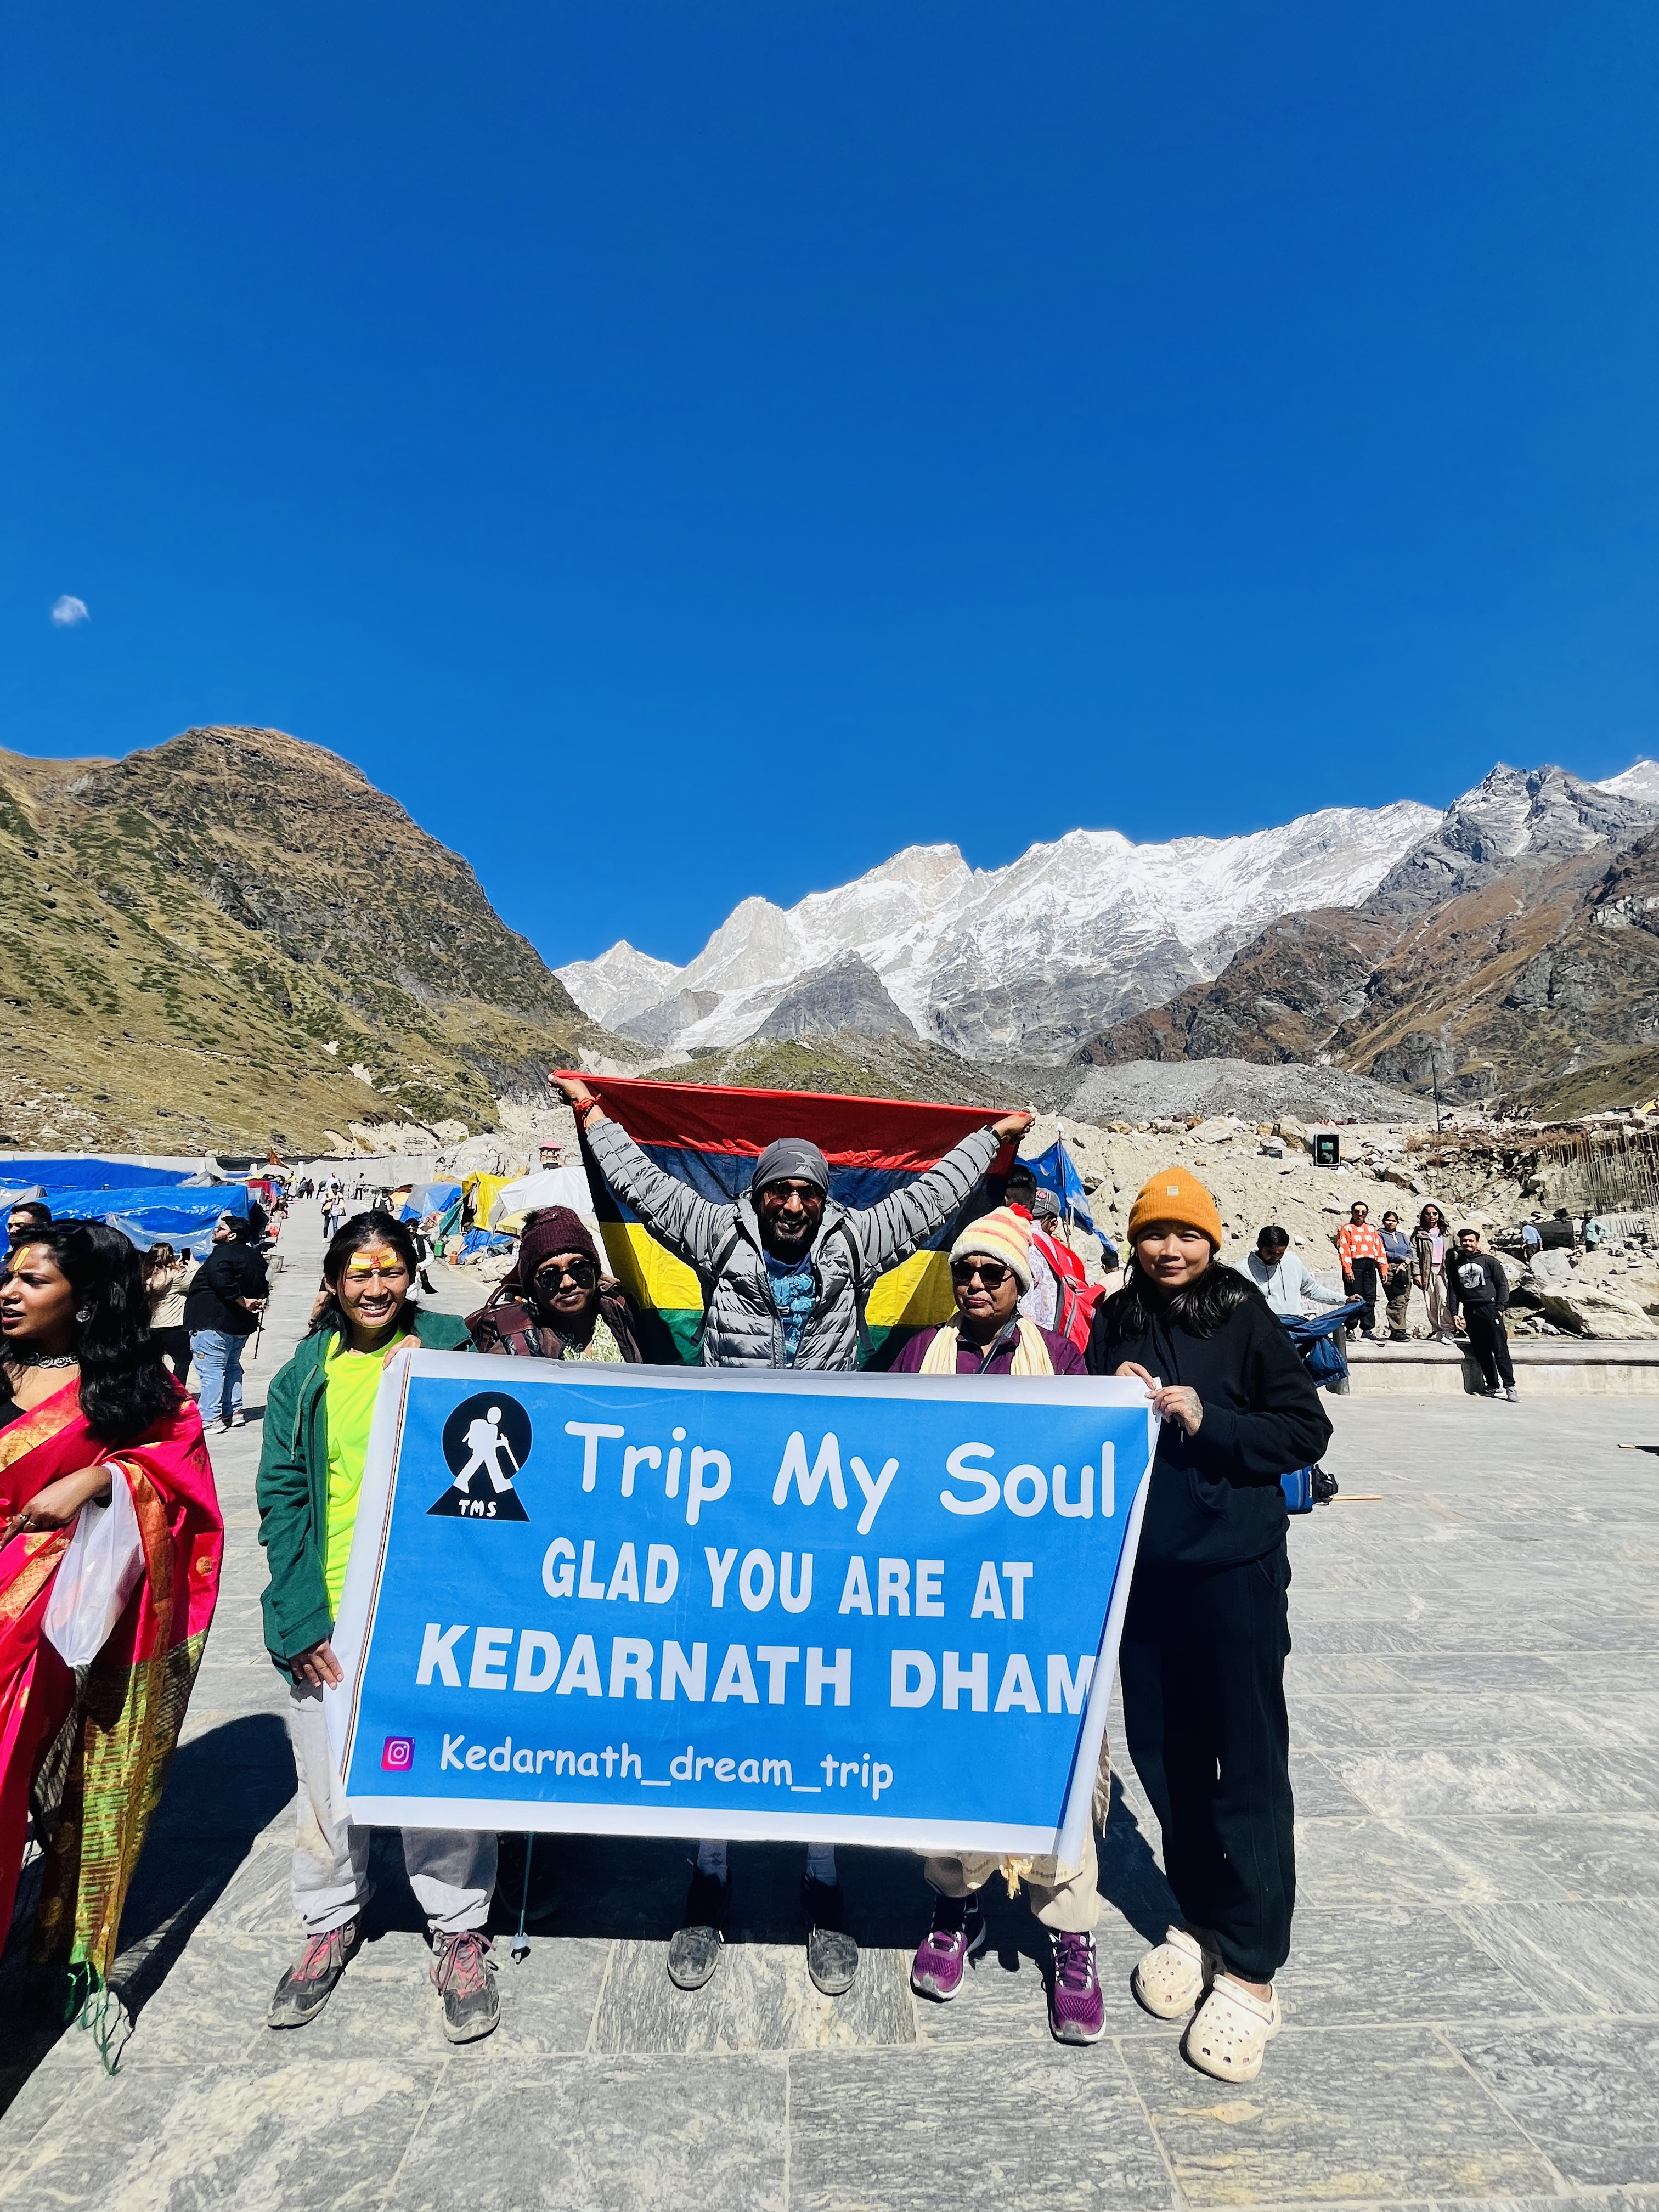 Trip My Soul
TMS
GLAD YOU ARE AT
KEDARNATH DHAM
Kedarnath_dream_trip